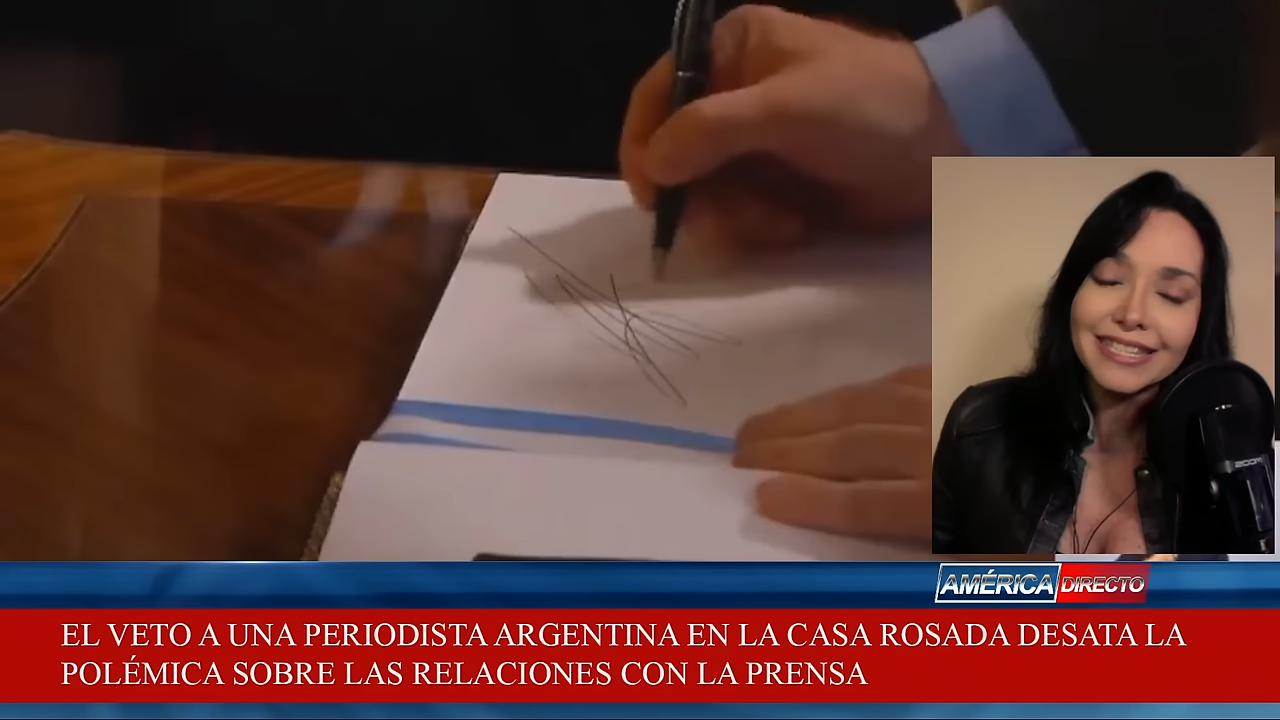 ZOOM
AMÉRICA DIRECTO
EL VETO A UNA PERIODISTA ARGENTINA EN LA CASA ROSADA DESATA LA
POLÉMICA SOBRE LAS RELACIONES CON LA PRENSA